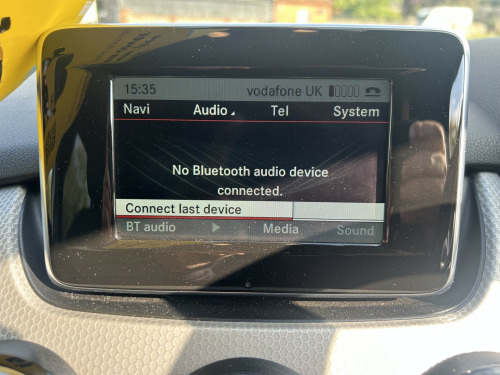 15:35 vodafone UK
Navi Audio Tel System
No Bluetooth audio device
connected.
Connect last device
BT audio Media Sound